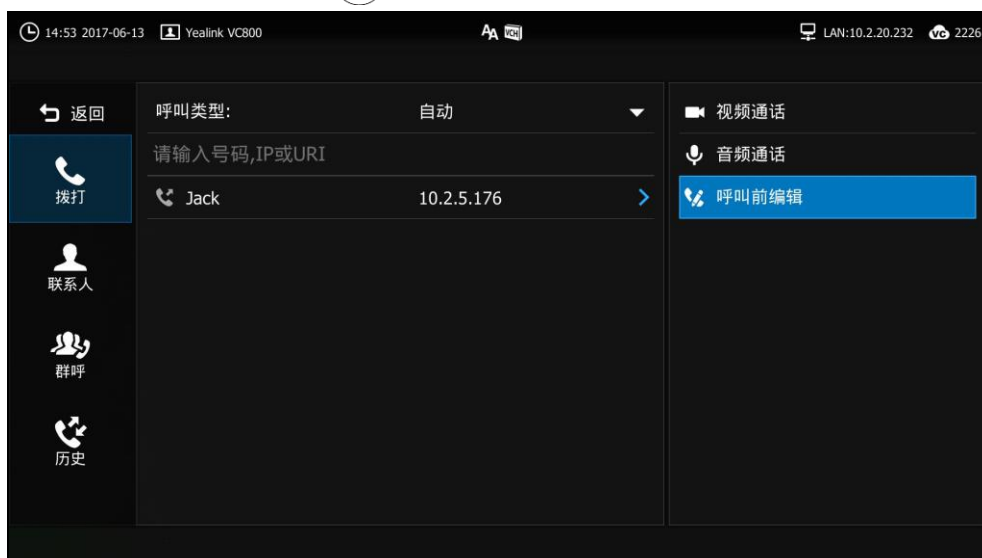 14:53 2017-06-13 Yealink VC800 AA VCH LAN:10.2.20.232 VC 2226
返回
拨打
联系人
群呼
历史
呼叫类型: 自动
请输入号码,IP或URI
Jack 10.2.5.176
视频通话
音频通话
呼叫前编辑